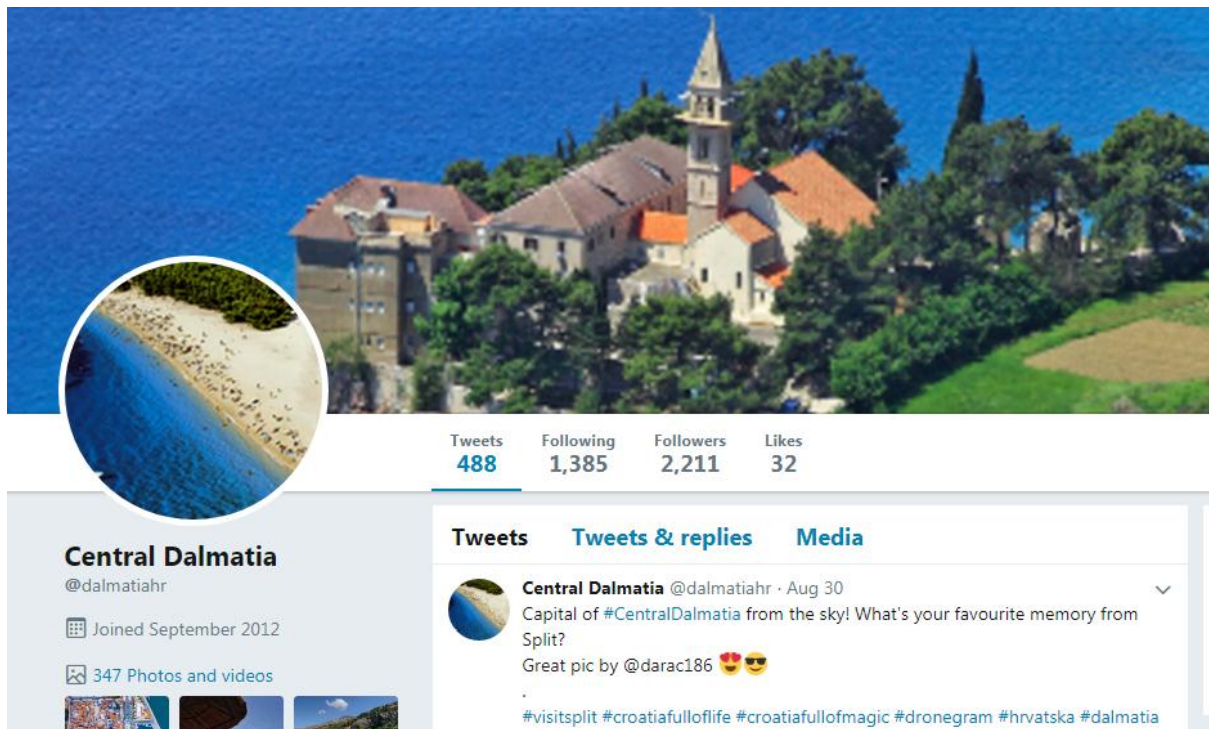 Tweets Following Followers Likes
488 1,385 2,211 32
Central Dalmatia
@dalmatiahr
Joined September 2012
347 Photos and videos
Tweets Tweets & replies Media
Central Dalmatia @dalmatiahr · Aug 30
Capital of #CentralDalmatia from the sky! What's your favourite memory from
Split?
Great pic by @darac186 😍😎
.
#visitsplit #croatiafulloflife #croatiafullofmagic #dronegram #hrvatska #dalmatia